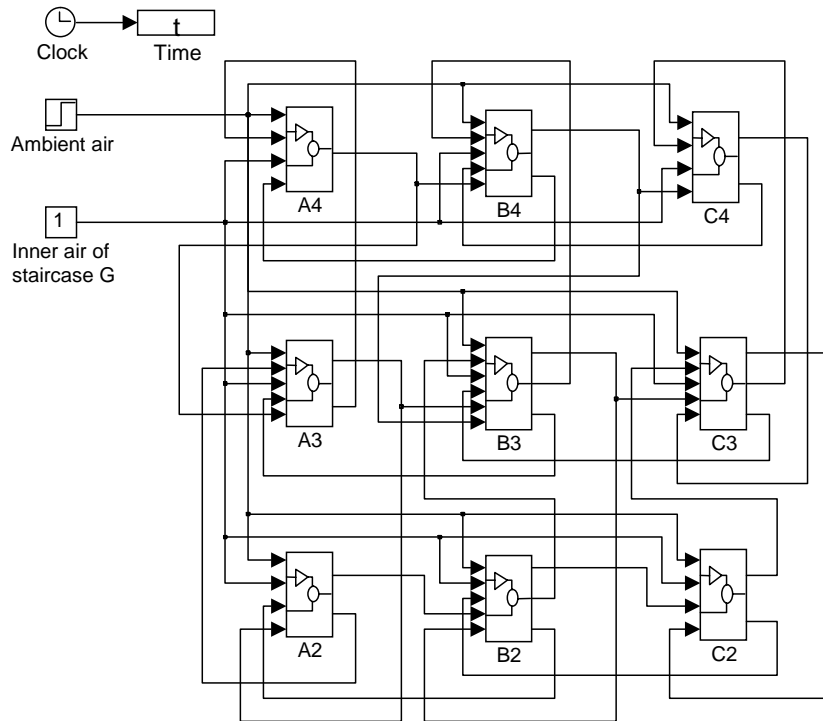 t
Clock
Time
Ambient air
A4
B4
C4
1
Inner air of
staircase G
A3
B3
C3
A2
B2
C2